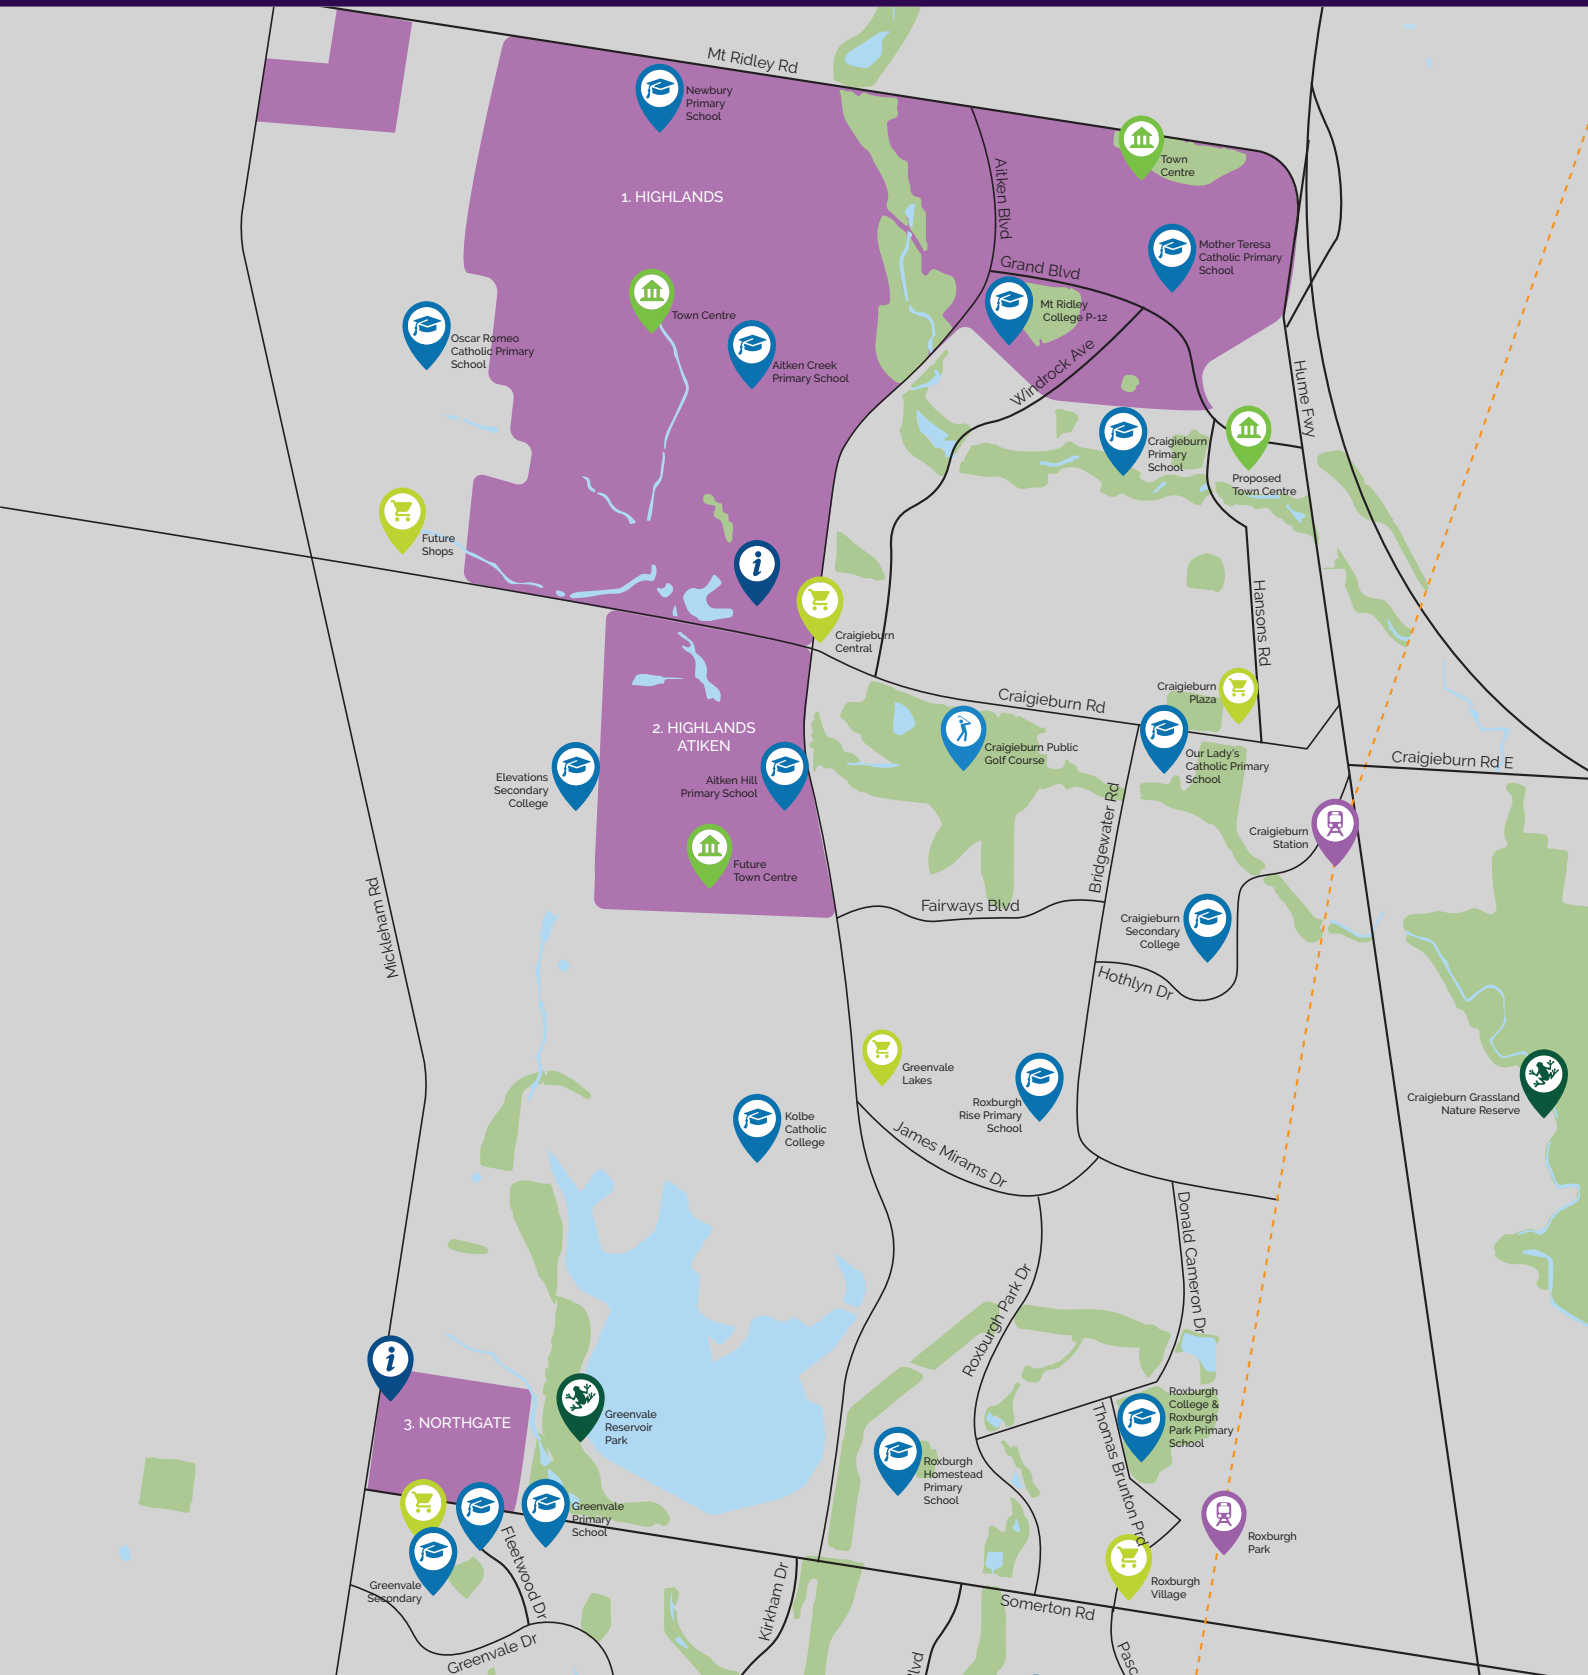 Mt Ridley Rd
Newbury
Primary
School
Town
Centre
Aitken Blvd
1. HIGHLANDS
Mother Teresa
Catholic Primary
School
Grand Blvd
Mt Ridley
College P-12
Town Centre
Oscar Romeo
Catholic Primary
School
Aitken Creek
Primary School
Windrock Ave
Hume Fwy
Craigieburn
Primary
School
Proposed
Town Centre
Future
Shops
i
Craigieburn
Central
Hansons Rd
Craigieburn Rd
Craigieburn
Plaza
2. HIGHLANDS
ATIKEN
Craigieburn Public
Golf Course
Our Lady's
Catholic Primary
School
Craigieburn Rd E
Elevations
Secondary
College
Aitken Hill
Primary School
Bridgewater Rd
Craigieburn
Station
Future
Town Centre
Mickleham Rd
Fairways Blvd
Craigieburn
Secondary
College
Hothlyn Dr
Greenvale
Lakes
Roxburgh
Rise Primary
School
Craigieburn Grassland
Nature Reserve
Kolbe
Catholic
College
James Mirams Dr
Donald Cameron Dr
Roxburgh Park Dr
i
3. NORTHGATE
Greenvale
Reservoir
Park
Roxburgh
College &
Roxburgh
Park Primary
School
Thomas Brunton Prd
Roxburgh
Homestead
Primary
School
Greenvale
Primary
School
Roxburgh
Park
Fleetwood Dr
Greenvale
Secondary
Kirkham Dr
Roxburgh
Village
Somerton Rd
Greenvale Dr
lvd
Pasc